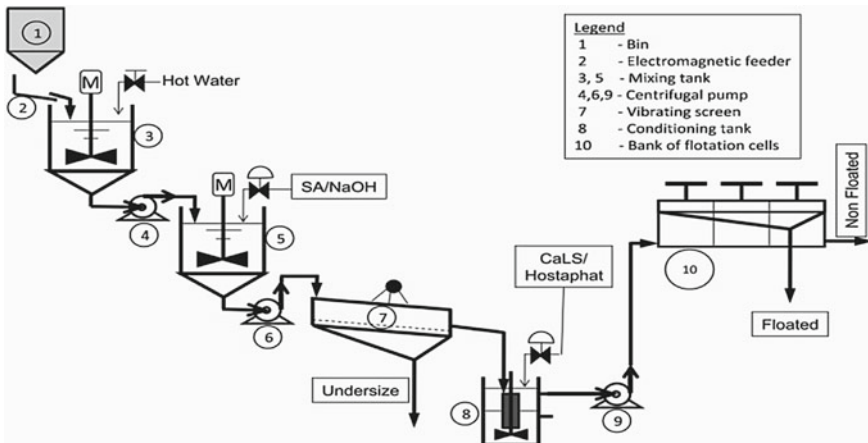 1
Legend
1 - Bin
2 - Electromagnetic feeder
3, 5 - Mixing tank
4,6,9 - Centrifugal pump
7 - Vibrating screen
8 - Conditioning tank
10 - Bank of flotation cells
M
Hot Water
2
3
M
SA/NaOH
4
5
Non Floated
10
CaLS/
Hostaphat
6
7
Floated
Undersize
8
9